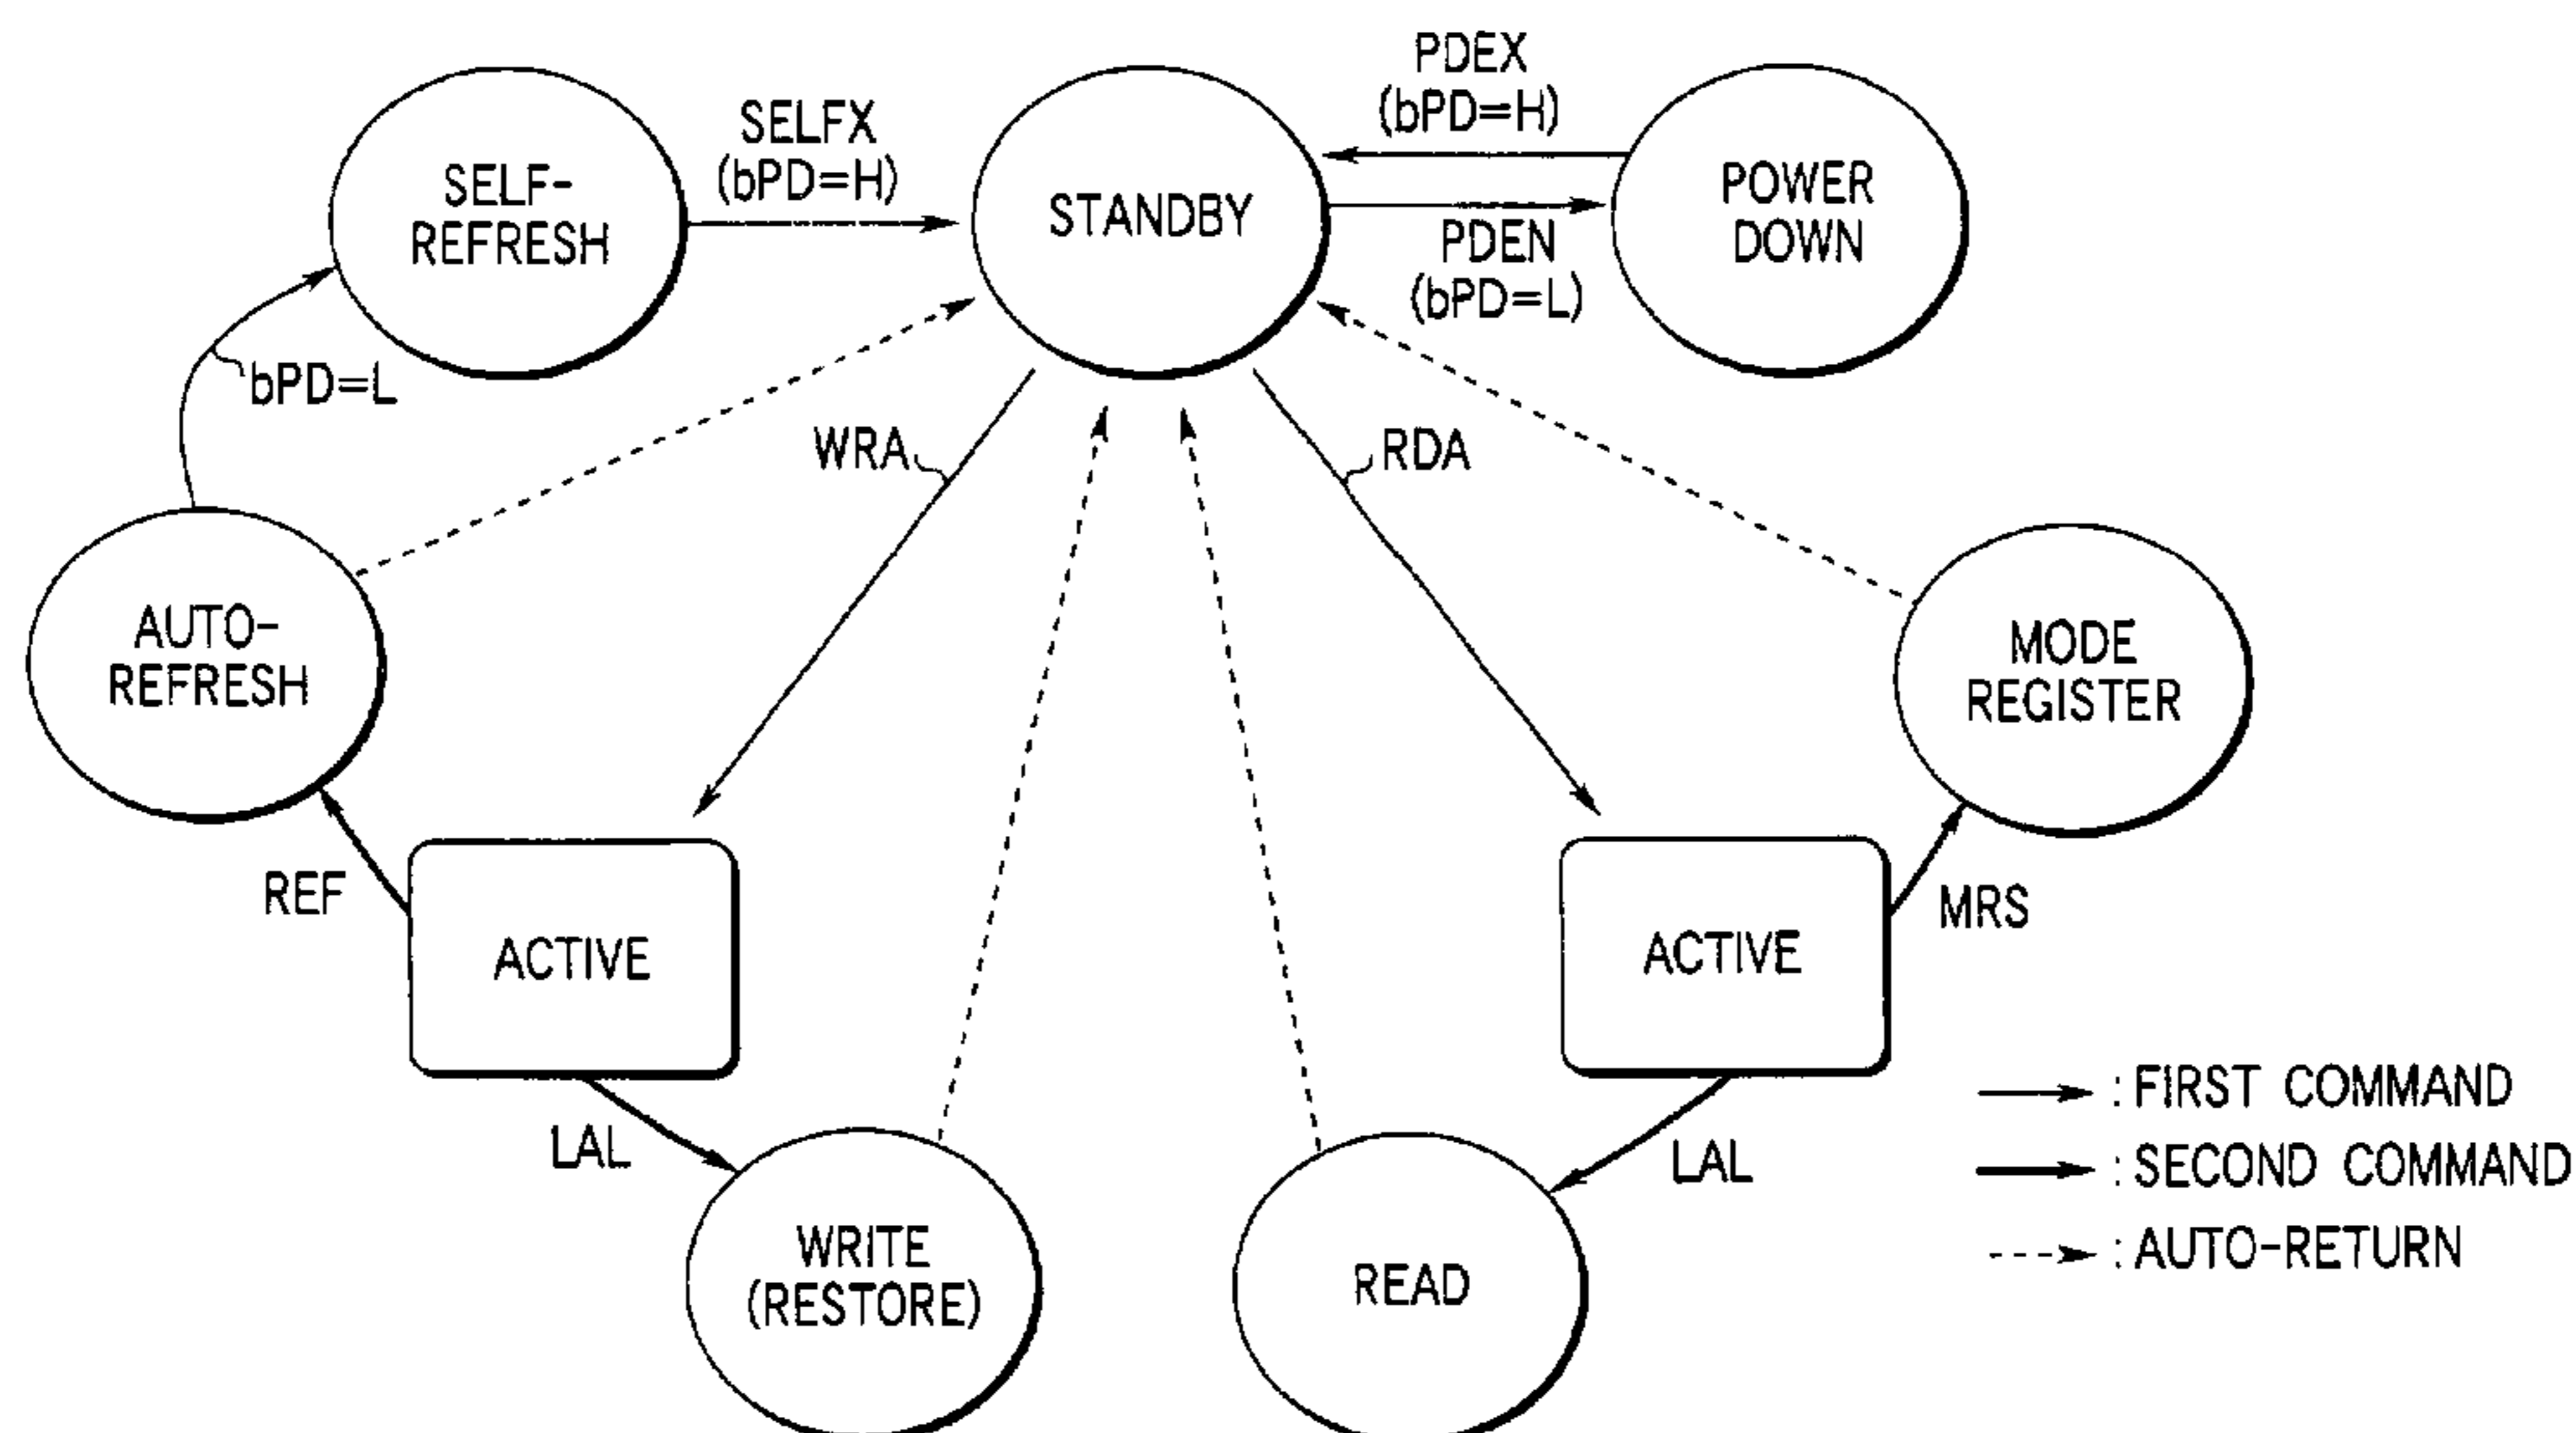 PDEX
(bPD=H)
SELFX
(bPD=H)
SELF-
REFRESH
STANDBY
POWER
DOWN
PDEN
(bPD=L)
bPD=L
WRA
RDA
AUTO-
REFRESH
MODE
REGISTER
REF
ACTIVE
ACTIVE
MRS
LAL
LAL
WRITE
(RESTORE)
READ
: FIRST COMMAND
: SECOND COMMAND
: AUTO-RETURN